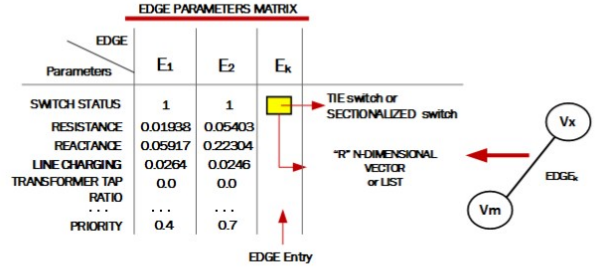 EDGE PARAMETERS MATRIX
EDGE
Parameters
E1 E2 Ek
SWITCH STATUS 1 1
TIE switch or
SECTIONALIZED switch
RESISTANCE 0.01938 0.05403
REACTANCE 0.05917 0.22304
LINE CHARGING 0.0264 0.0246
TRANSFORMER TAP
RATIO
0.0 0.0
"R" N-DIMENSIONAL
VECTOR
or LIST
... ... ...
PRIORITY 0.4 0.7
EDGE Entry
Vx
EDGEk
Vm